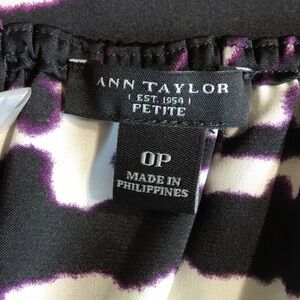 ANN TAYLOR
| EST. 1954 |
PETITE
0P
MADE IN
PHILIPPINES